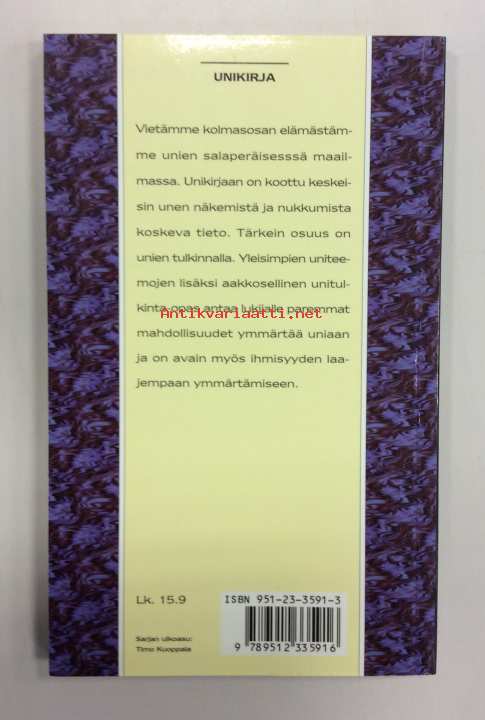 UNIKIRJA
Vietämme kolmasosan elämästäm-
me unien salaperäisesssä maail-
massa. Unikirjaan on koottu keskei-
sin unen näkemistä ja nukkumista
koskeva tieto. Tärkein osuus on
unien tulkinnalla. Yleisimpien unitee-
mojen lisäksi aakkosellinen unitul-
kinta-opas antaa lukijalle paremmat
Antikvariaatti.net
mahdollisuudet ymmärtää uniaan
ja on avain myös ihmisyyden laa-
jempaan ymmärtämiseen.
Lk. 15.9
ISBN 951-23-3591-3
Sarjan ulkoasu:
Timo Kuoppala
9 789512 335916